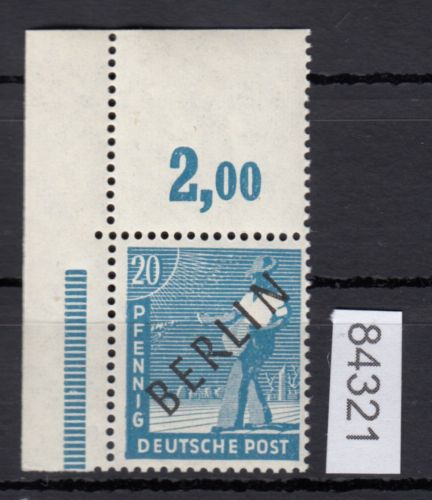 2,00
20
PFENNIG
BERLIN
DEUTSCHE POST
84321